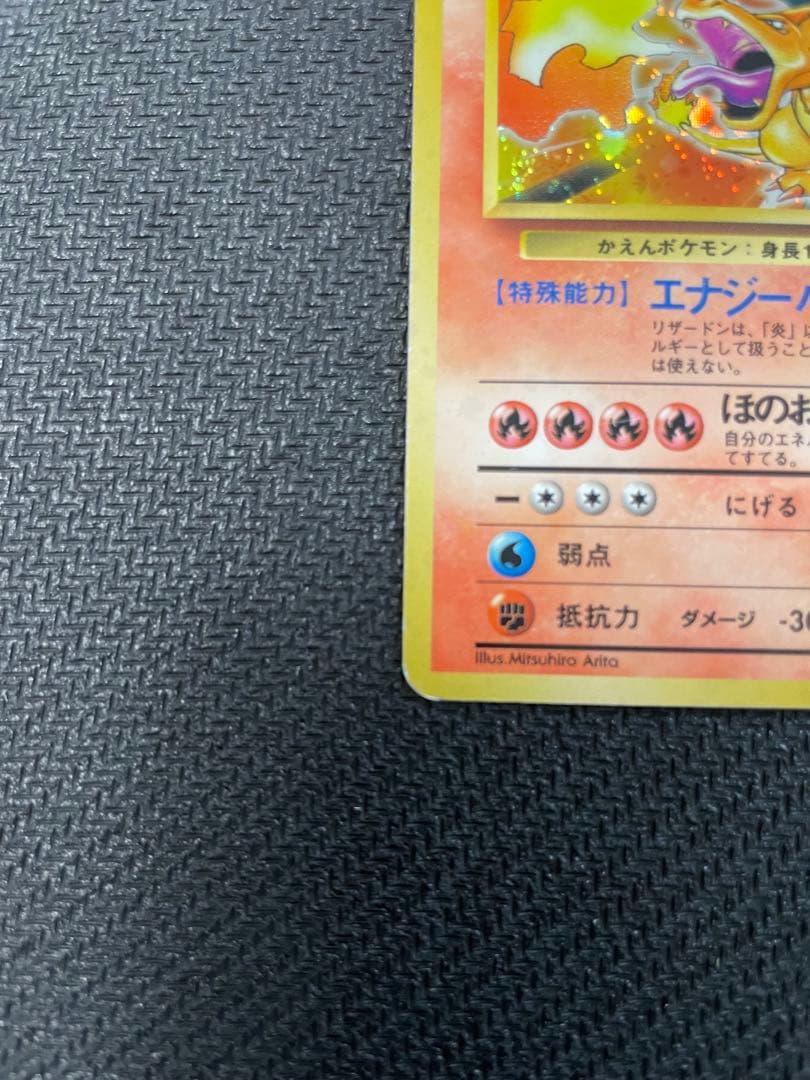 かえんポケモン：身長
【特殊能力】 エナジー
リザードンは、「炎」
ルギーとして扱うこと
は使えない。
ほのお
自分のエネル
てすてる。
にげる
弱点
抵抗力 ダメージ -30
Illus.Mitsuhiro Arita